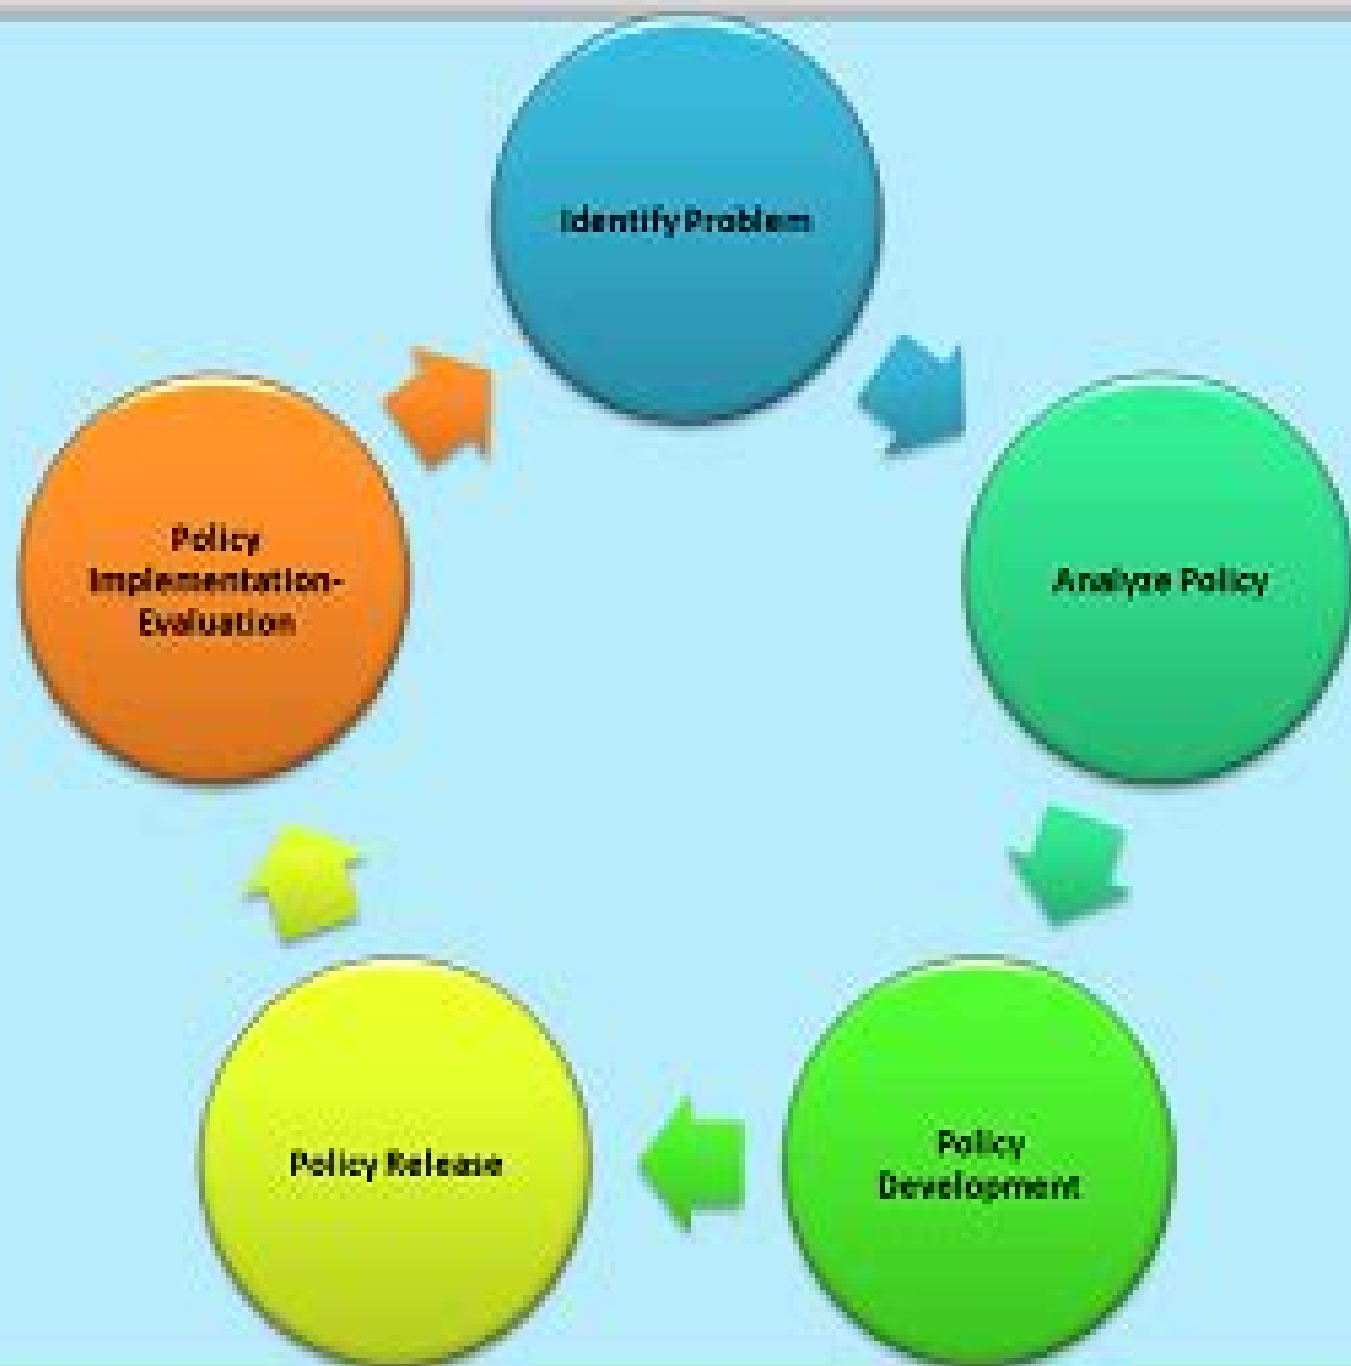 Identify Problem
Analyze Policy
Policy
Development
Policy Release
Policy
Implementation-
Evaluation